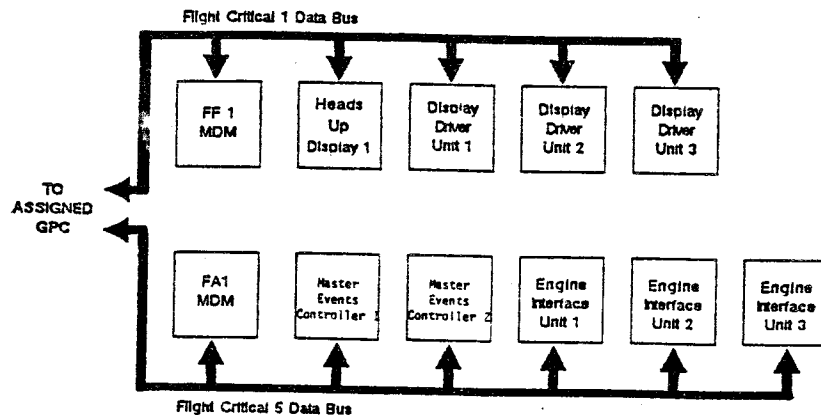 Flight Critical 1 Data Bus
FF 1
MDM
Heads
Up
Display 1
Display
Driver
Unit 1
Display
Driver
Unit 2
Display
Driver
Unit 3
TO
ASSIGNED
GPC
FA1
MDM
Master
Events
Controller 1
Master
Events
Controller 2
Engine
Interface
Unit 1
Engine
Interface
Unit 2
Engine
Interface
Unit 3
Flight Critical 5 Data Bus